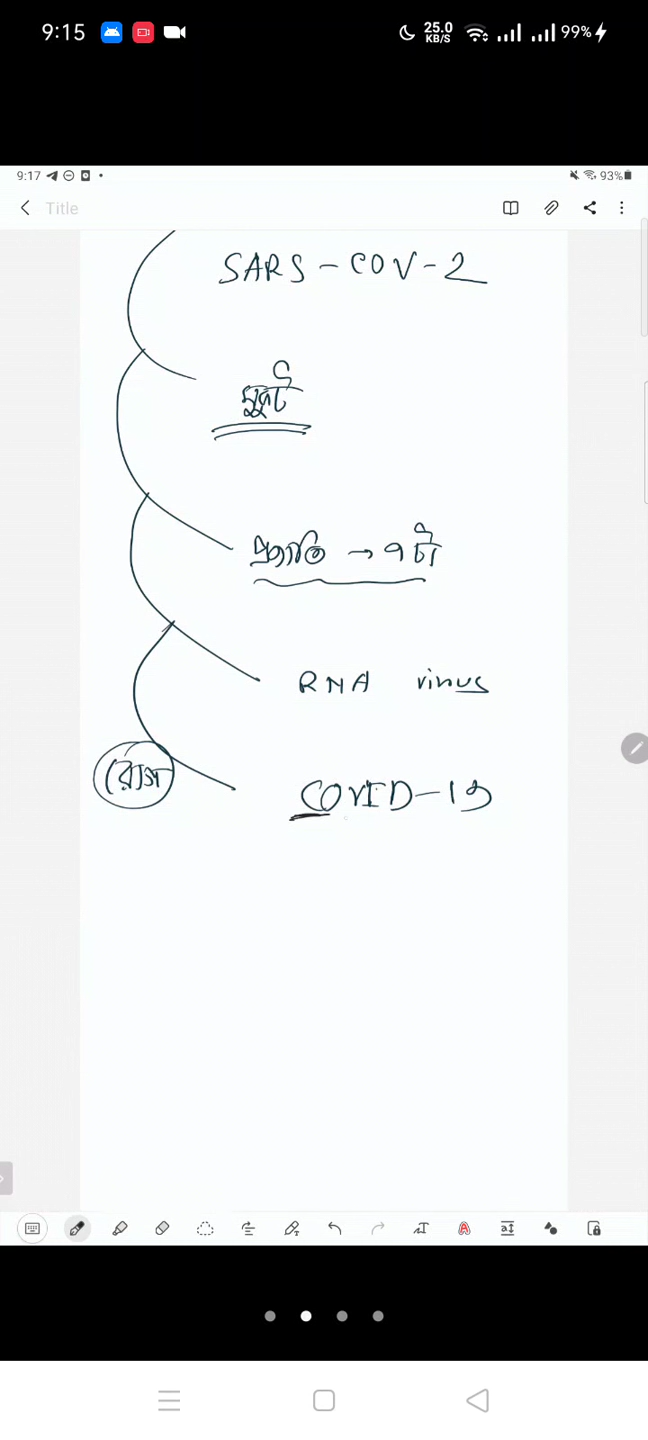 9:15 25.0 KB/S 99%
9:17 93%
Title
SARS-COV-2
মুকুট
প্রজাতি → ৭টা
RNA virus
রোগ
COVID-19